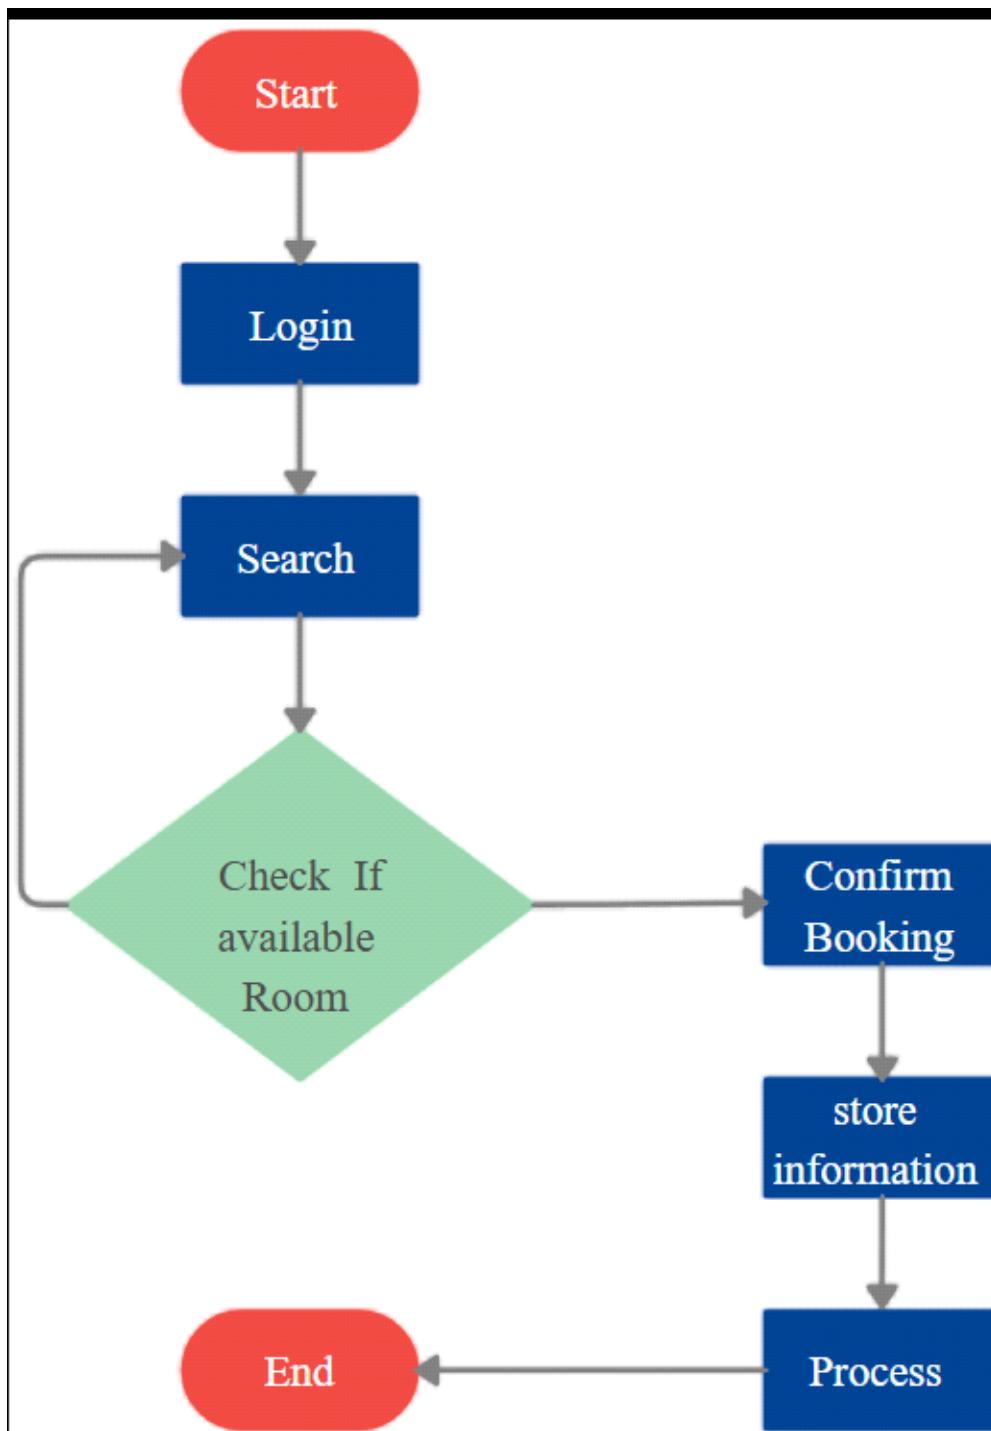 Start
Login
Search
Check If
available
Room
Confirm
Booking
store
information
Process
End